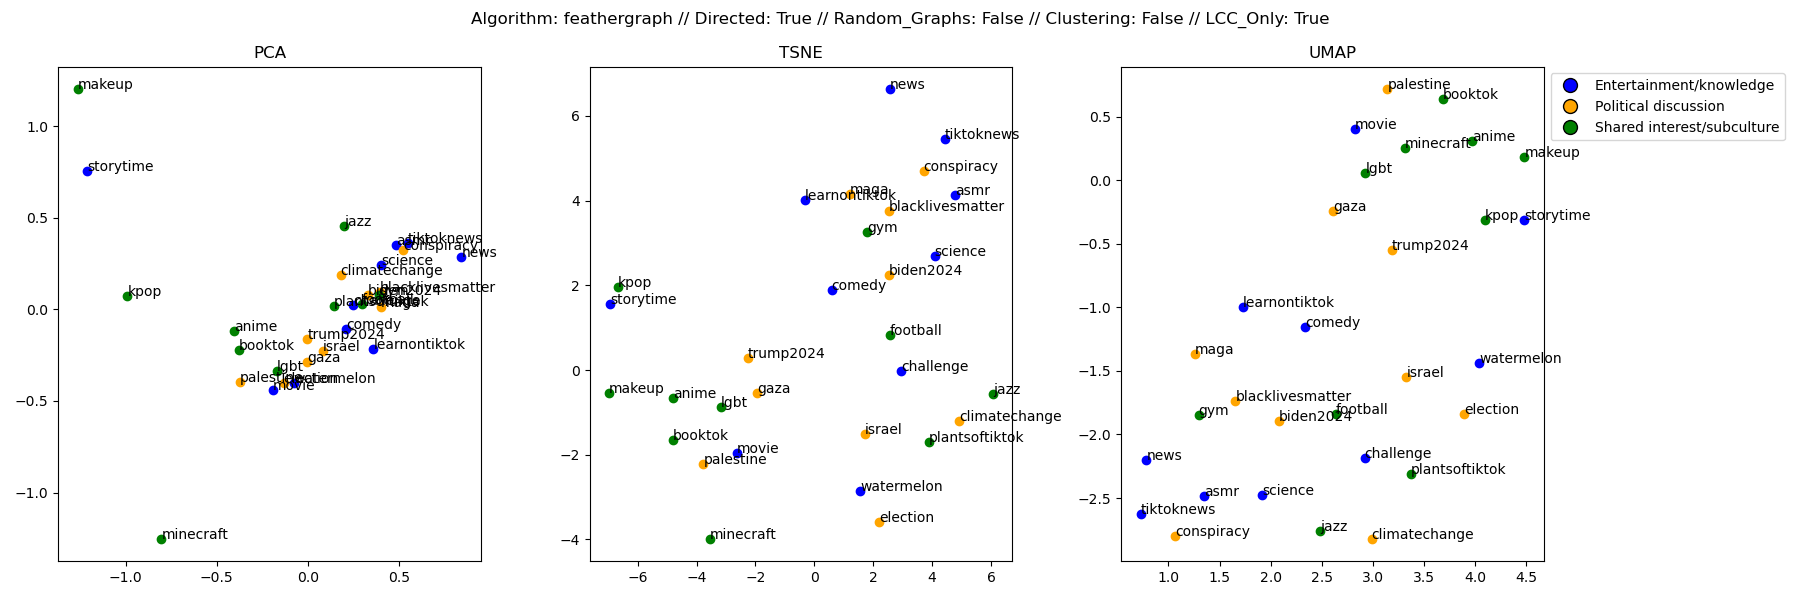 Algorithm: feathergraph // Directed: True // Random_Graphs: False // Clustering: False // LCC_Only: True
PCA
makeup
storytime
jazz
tiktoknews
asmr
conspiracy
news
science
climatechange
blacklivesmatter
biden2024
kpop
maga
anime
comedy
trump2024
booktok
israel
learnontiktok
gaza
lgbt
palestine
election
watermelon
movie
minecraft
1.0
0.5
0.0
−0.5
−1.0
−1.0
−0.5
0.0
0.5
TSNE
news
tiktoknews
conspiracy
maga
asmr
learnontiktok
blacklivesmatter
gym
science
biden2024
kpop
comedy
storytime
football
trump2024
challenge
makeup
anime
gaza
jazz
lgbt
climatechange
israel
booktok
plantsoftiktok
movie
palestine
watermelon
election
minecraft
6
4
2
0
−2
−4
−6
−4
−2
0
2
4
6
UMAP
palestine
booktok
movie
anime
minecraft
makeup
lgbt
gaza
kpop
storytime
trump2024
learnontiktok
comedy
maga
watermelon
israel
blacklivesmatter
gym
biden2024
football
election
news
challenge
plantsoftiktok
asmr
science
tiktoknews
jazz
conspiracy
climatechange
0.5
0.0
−0.5
−1.0
−1.5
−2.0
−2.5
1.0
1.5
2.0
2.5
3.0
3.5
4.0
4.5
Entertainment/knowledge
Political discussion
Shared interest/subculture